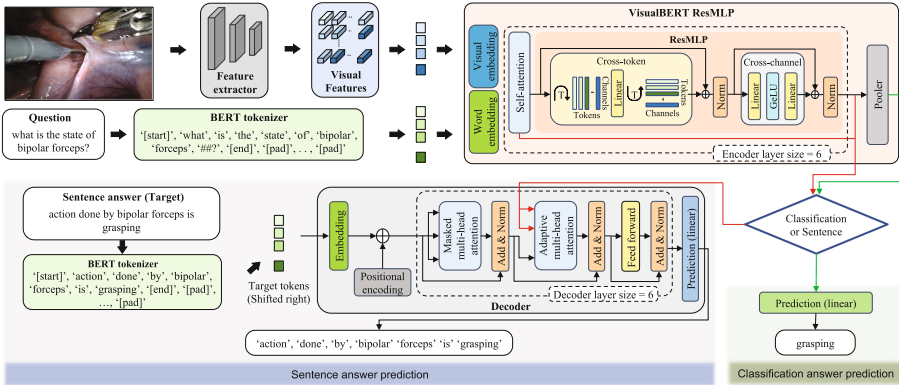 VisualBERT ResMLP
Visual embedding
Word embedding
Self-attention
ResMLP
Cross-token
T
Tokens
Channels
Linear
T
Tokens
Channels
Norm
Cross-channel
Linear
GeLU
Linear
Norm
Encoder layer size = 6
Pooler
Feature
extractor
Visual
Features
Question
what is the state of
bipolar forceps?
BERT tokenizer
'[start]', 'what', 'is', 'the', 'state', 'of', 'bipolar',
'forceps', '##?', '[end]', '[pad]', . . , '[pad]'
Sentence answer (Target)
action done by bipolar forceps is
grasping
BERT tokenizer
'[start]', 'action', 'done', 'by', 'bipolar',
'forceps', 'is', 'grasping', '[end]', '[pad]',
..., '[pad]'
Target tokens
(Shifted right)
Embedding
Positional
encoding
Masked
multi-head
attention
Add & Norm
Adaptive
multi-head
attention
Add & Norm
Feed forward
Add & Norm
Prediction (linear)
Decoder layer size = 6
Decoder
'action', 'done', 'by', 'bipolar' 'forceps' 'is' 'grasping'
Sentence answer prediction
Classification
or Sentence
Prediction (linear)
grasping
Classification answer prediction